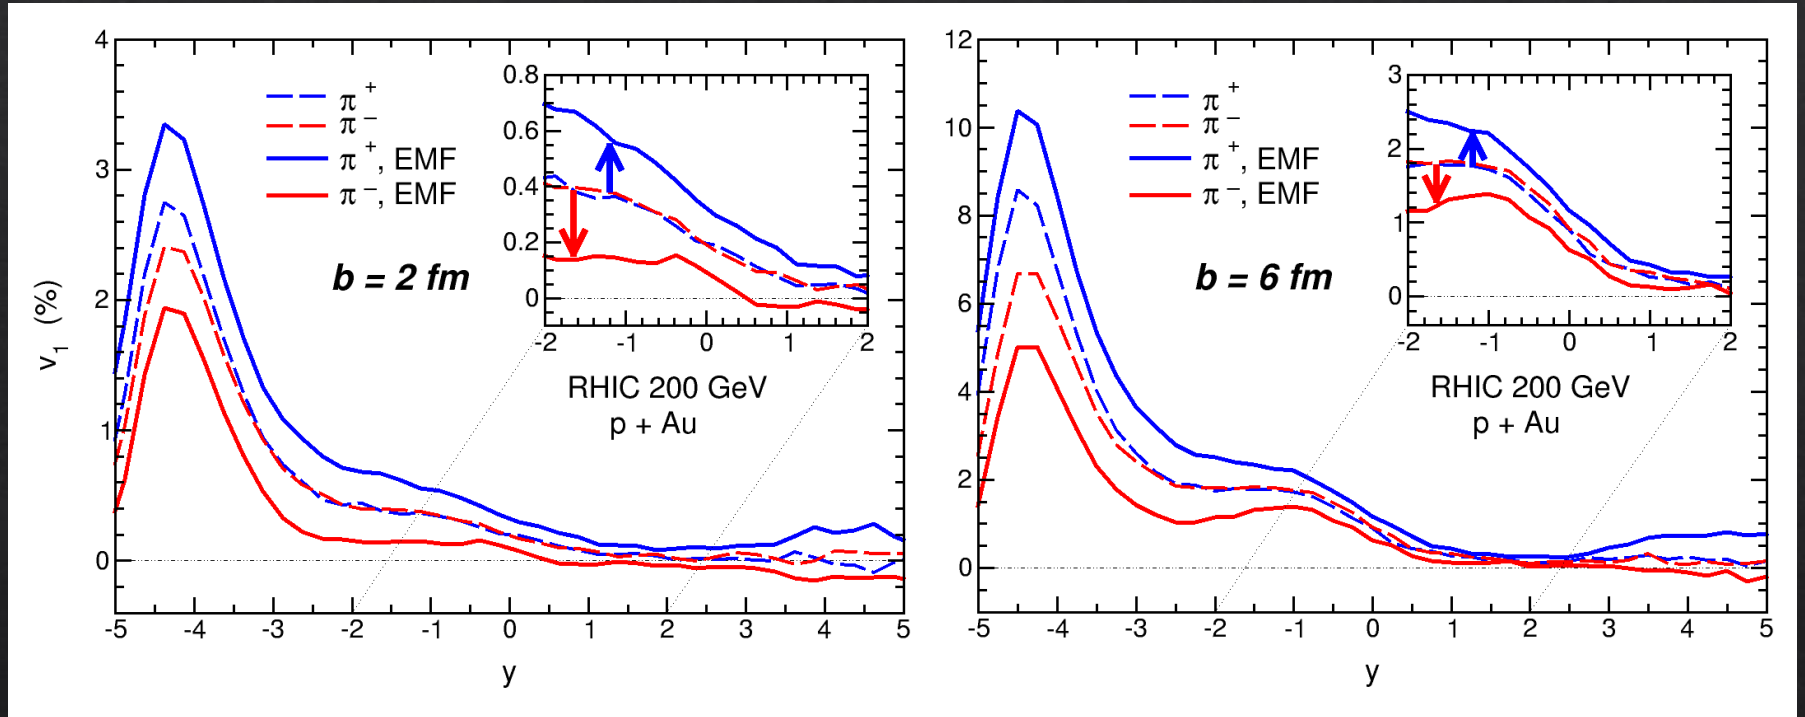 v₁ (%)
4
3
2
1
0
-5 -4 -3 -2 -1 0 1 2 3 4 5
y
π⁺
π⁻
π⁺, EMF
π⁻, EMF
b = 2 fm
0.8
0.6
0.4
0.2
0
-2 -1 0 1 2
RHIC 200 GeV
p + Au
12
10
8
6
4
2
0
-5 -4 -3 -2 -1 0 1 2 3 4 5
y
π⁺
π⁻
π⁺, EMF
π⁻, EMF
b = 6 fm
3
2
1
0
-2 -1 0 1 2
RHIC 200 GeV
p + Au